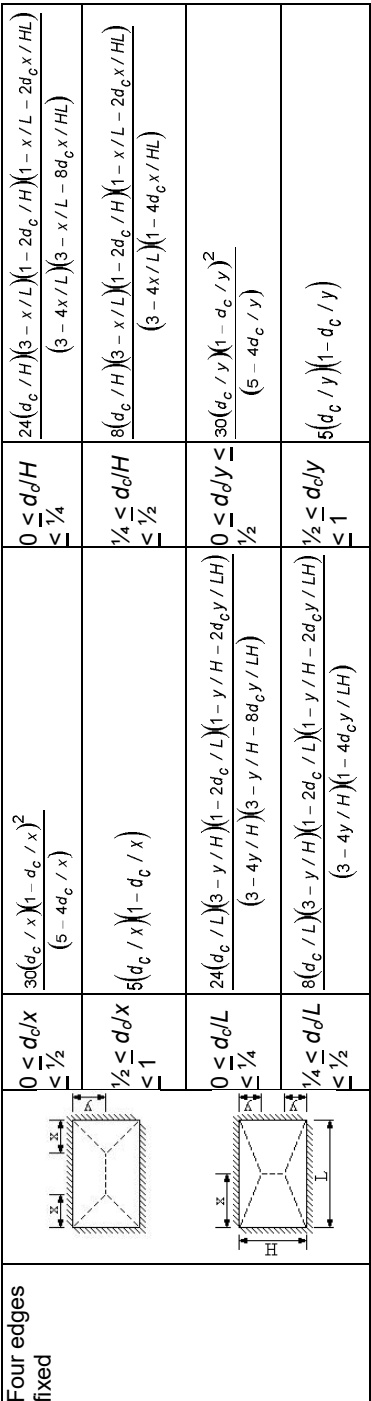 Four edges
fixed
x
x
y
x
y
y
H
L
0 ≤ d_c/x
≤ ½
30(d_c / x)(1 − d_c / x)²
(5 − 4d_c / x)
0 ≤ d_c/H
≤ ¼
24(d_c / H)(3 − x / L)(1 − 2d_c / H)(1 − x / L − 2d_c x / HL)
(3 − 4x / L)(3 − x / L − 8d_c x / HL)
½ ≤ d_c/x
≤ 1
5(d_c / x)(1 − d_c / x)
¼ ≤ d_c/H
≤ ½
8(d_c / H)(3 − x / L)(1 − 2d_c / H)(1 − x / L − 2d_c x / HL)
(3 − 4x / L)(1 − 4d_c x / HL)
0 ≤ d_c/L
≤ ¼
24(d_c / L)(3 − y / H)(1 − 2d_c / L)(1 − y / H − 2d_c y / LH)
(3 − 4y / H)(3 − y / H − 8d_c y / LH)
0 ≤ d_c/y ≤
½
30(d_c / y)(1 − d_c / y)²
(5 − 4d_c / y)
¼ ≤ d_c/L
≤ ½
8(d_c / L)(3 − y / H)(1 − 2d_c / L)(1 − y / H − 2d_c y / LH)
(3 − 4y / H)(1 − 4d_c y / LH)
½ ≤ d_c/y
≤ 1
5(d_c / y)(1 − d_c / y)